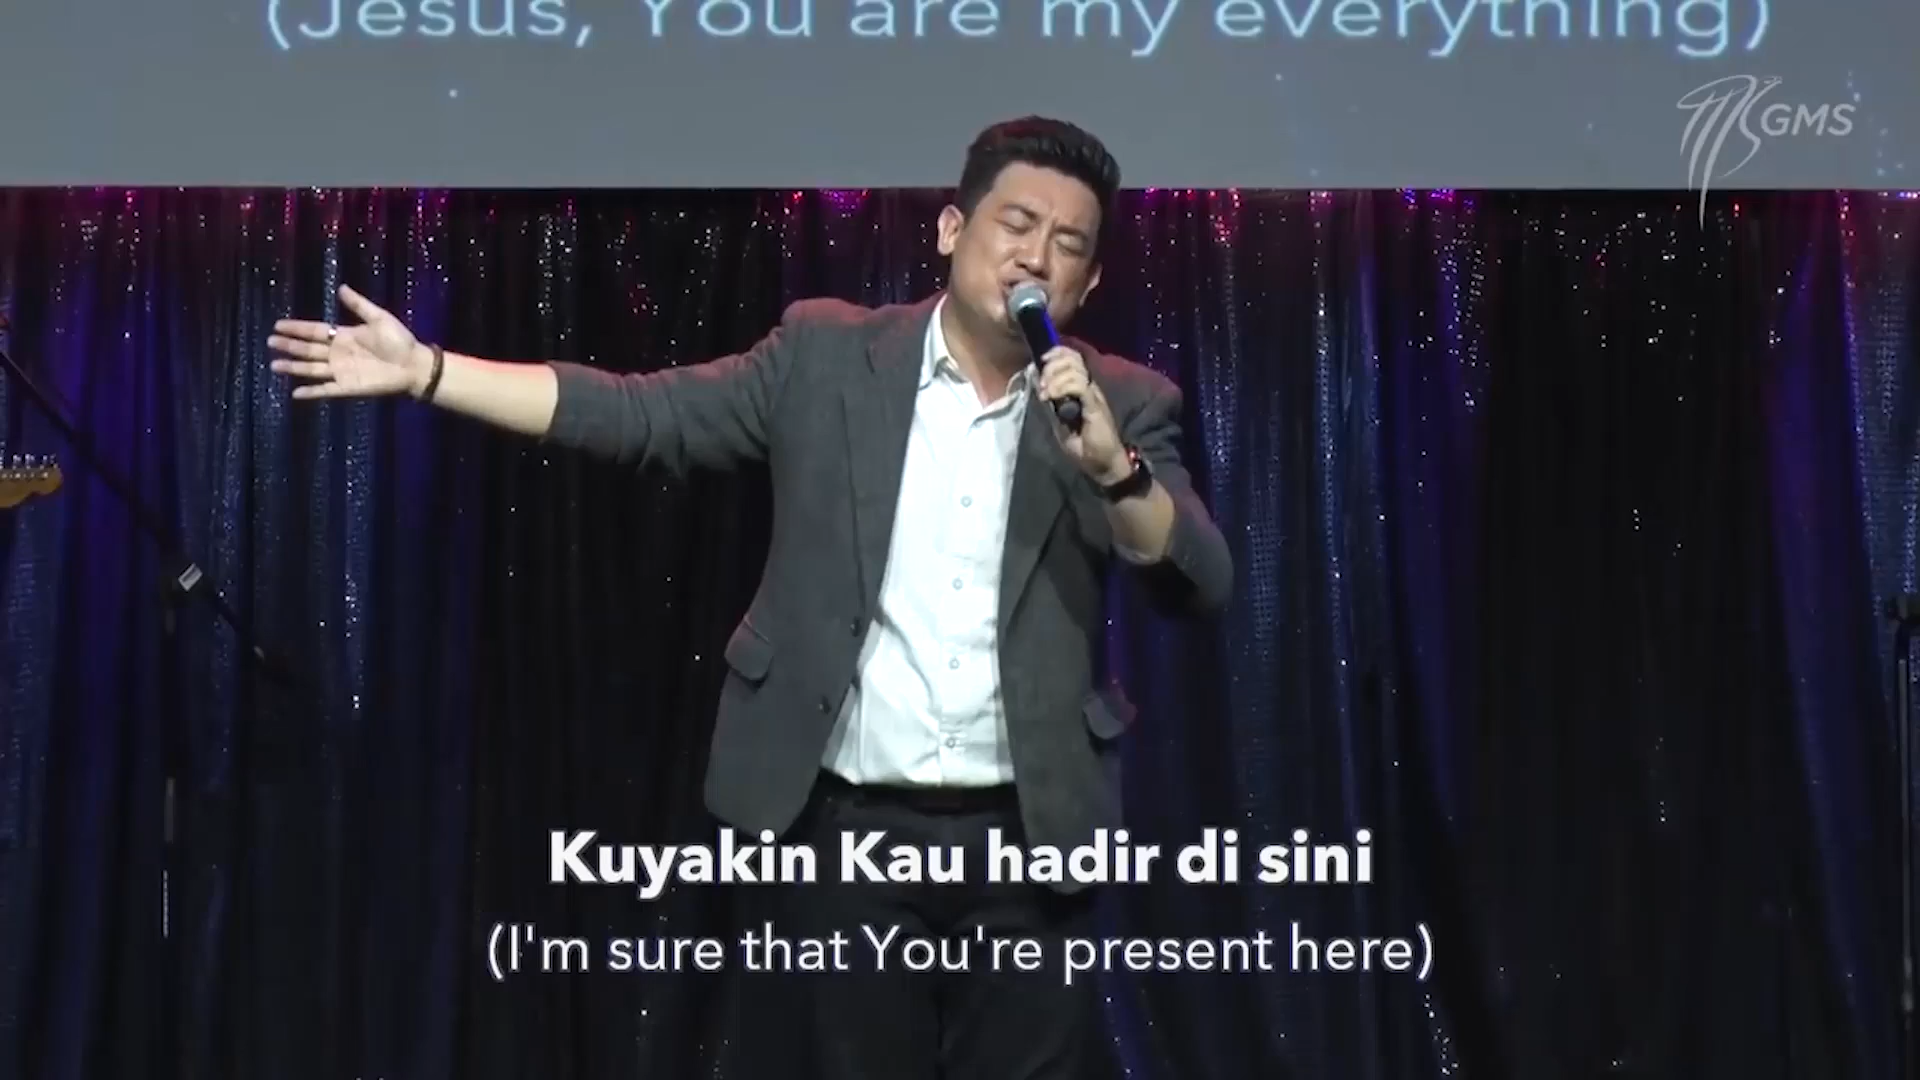 (Jesus, You are my everything)
GMS
Kuyakin Kau hadir di sini
(I'm sure that You're present here)